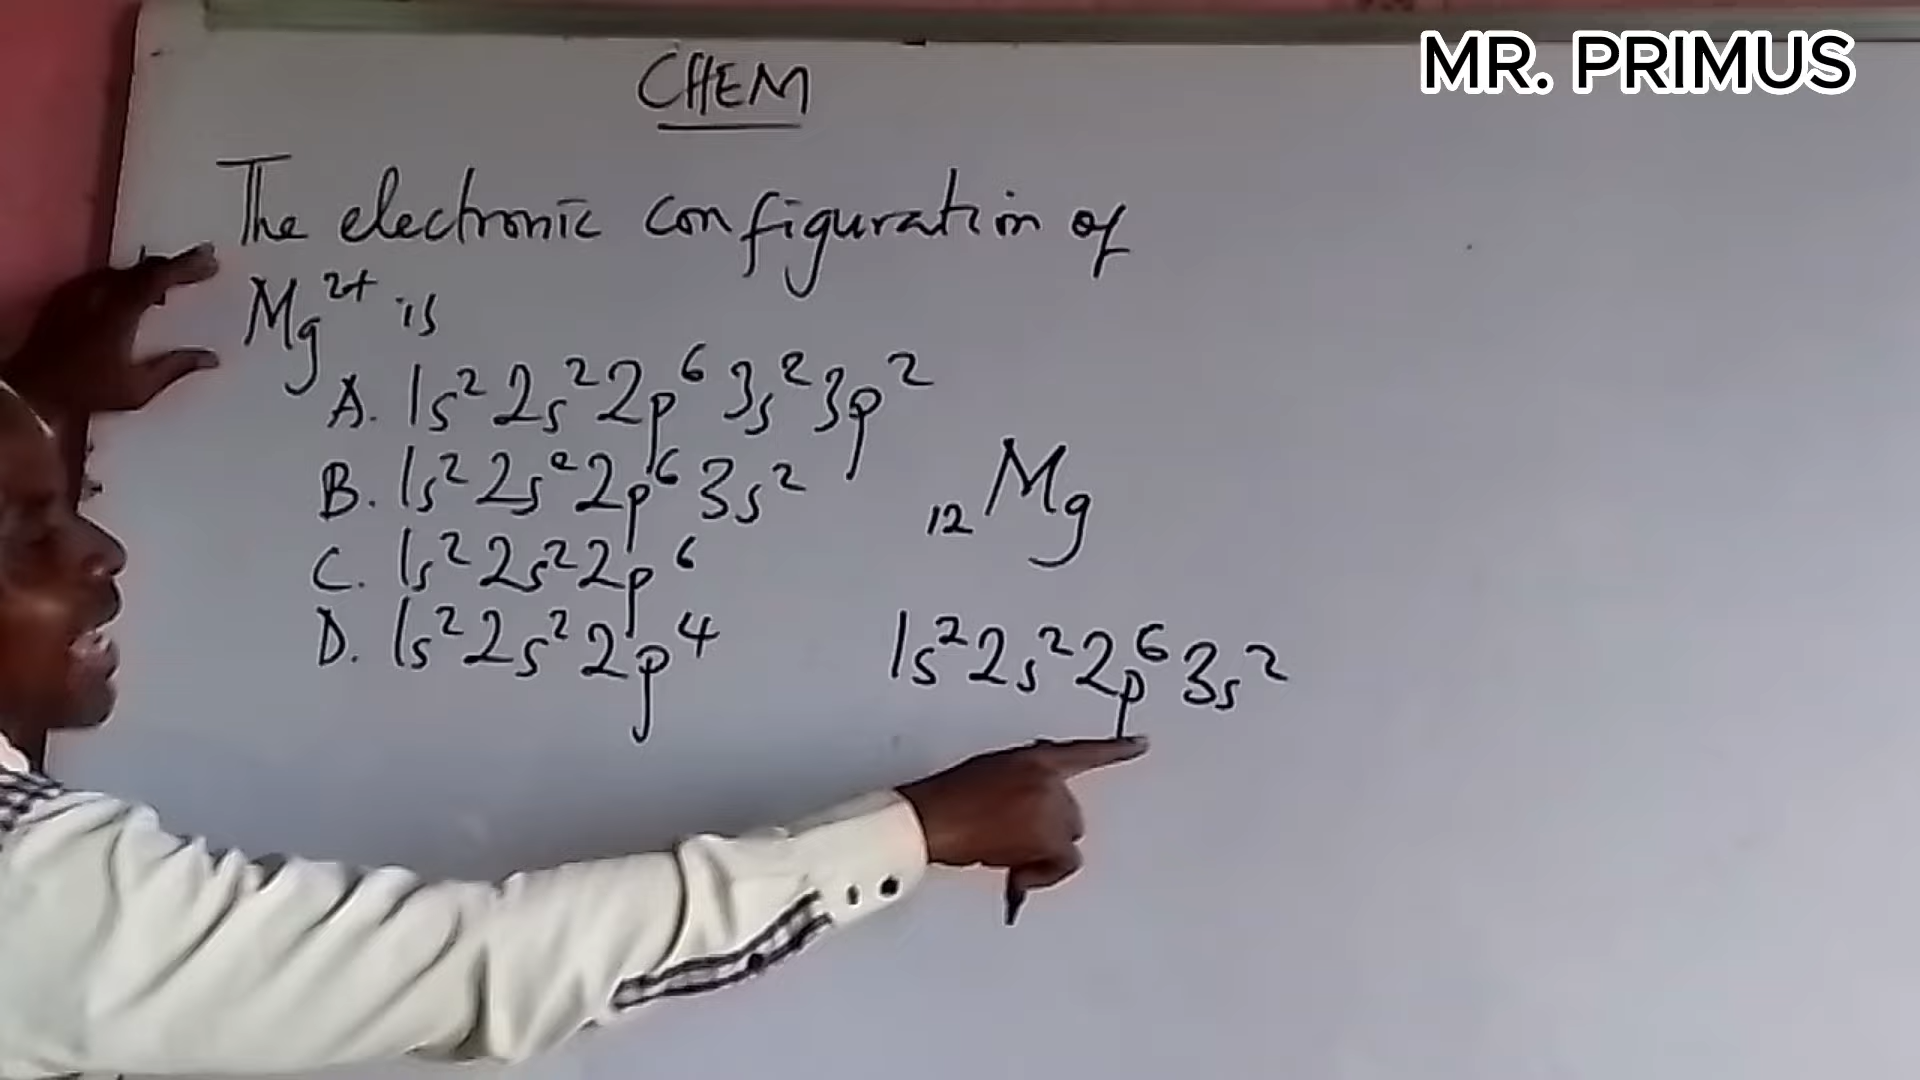 MR. PRIMUS
CHEM
The electronic configuration of
Mg²⁺ is
A. 1s² 2s² 2p⁶ 3s² 3p²
B. 1s² 2s² 2p⁶ 3s²
C. 1s² 2s² 2p⁶
D. 1s² 2s² 2p⁴
₁₂Mg
1s² 2s² 2p⁶ 3s²